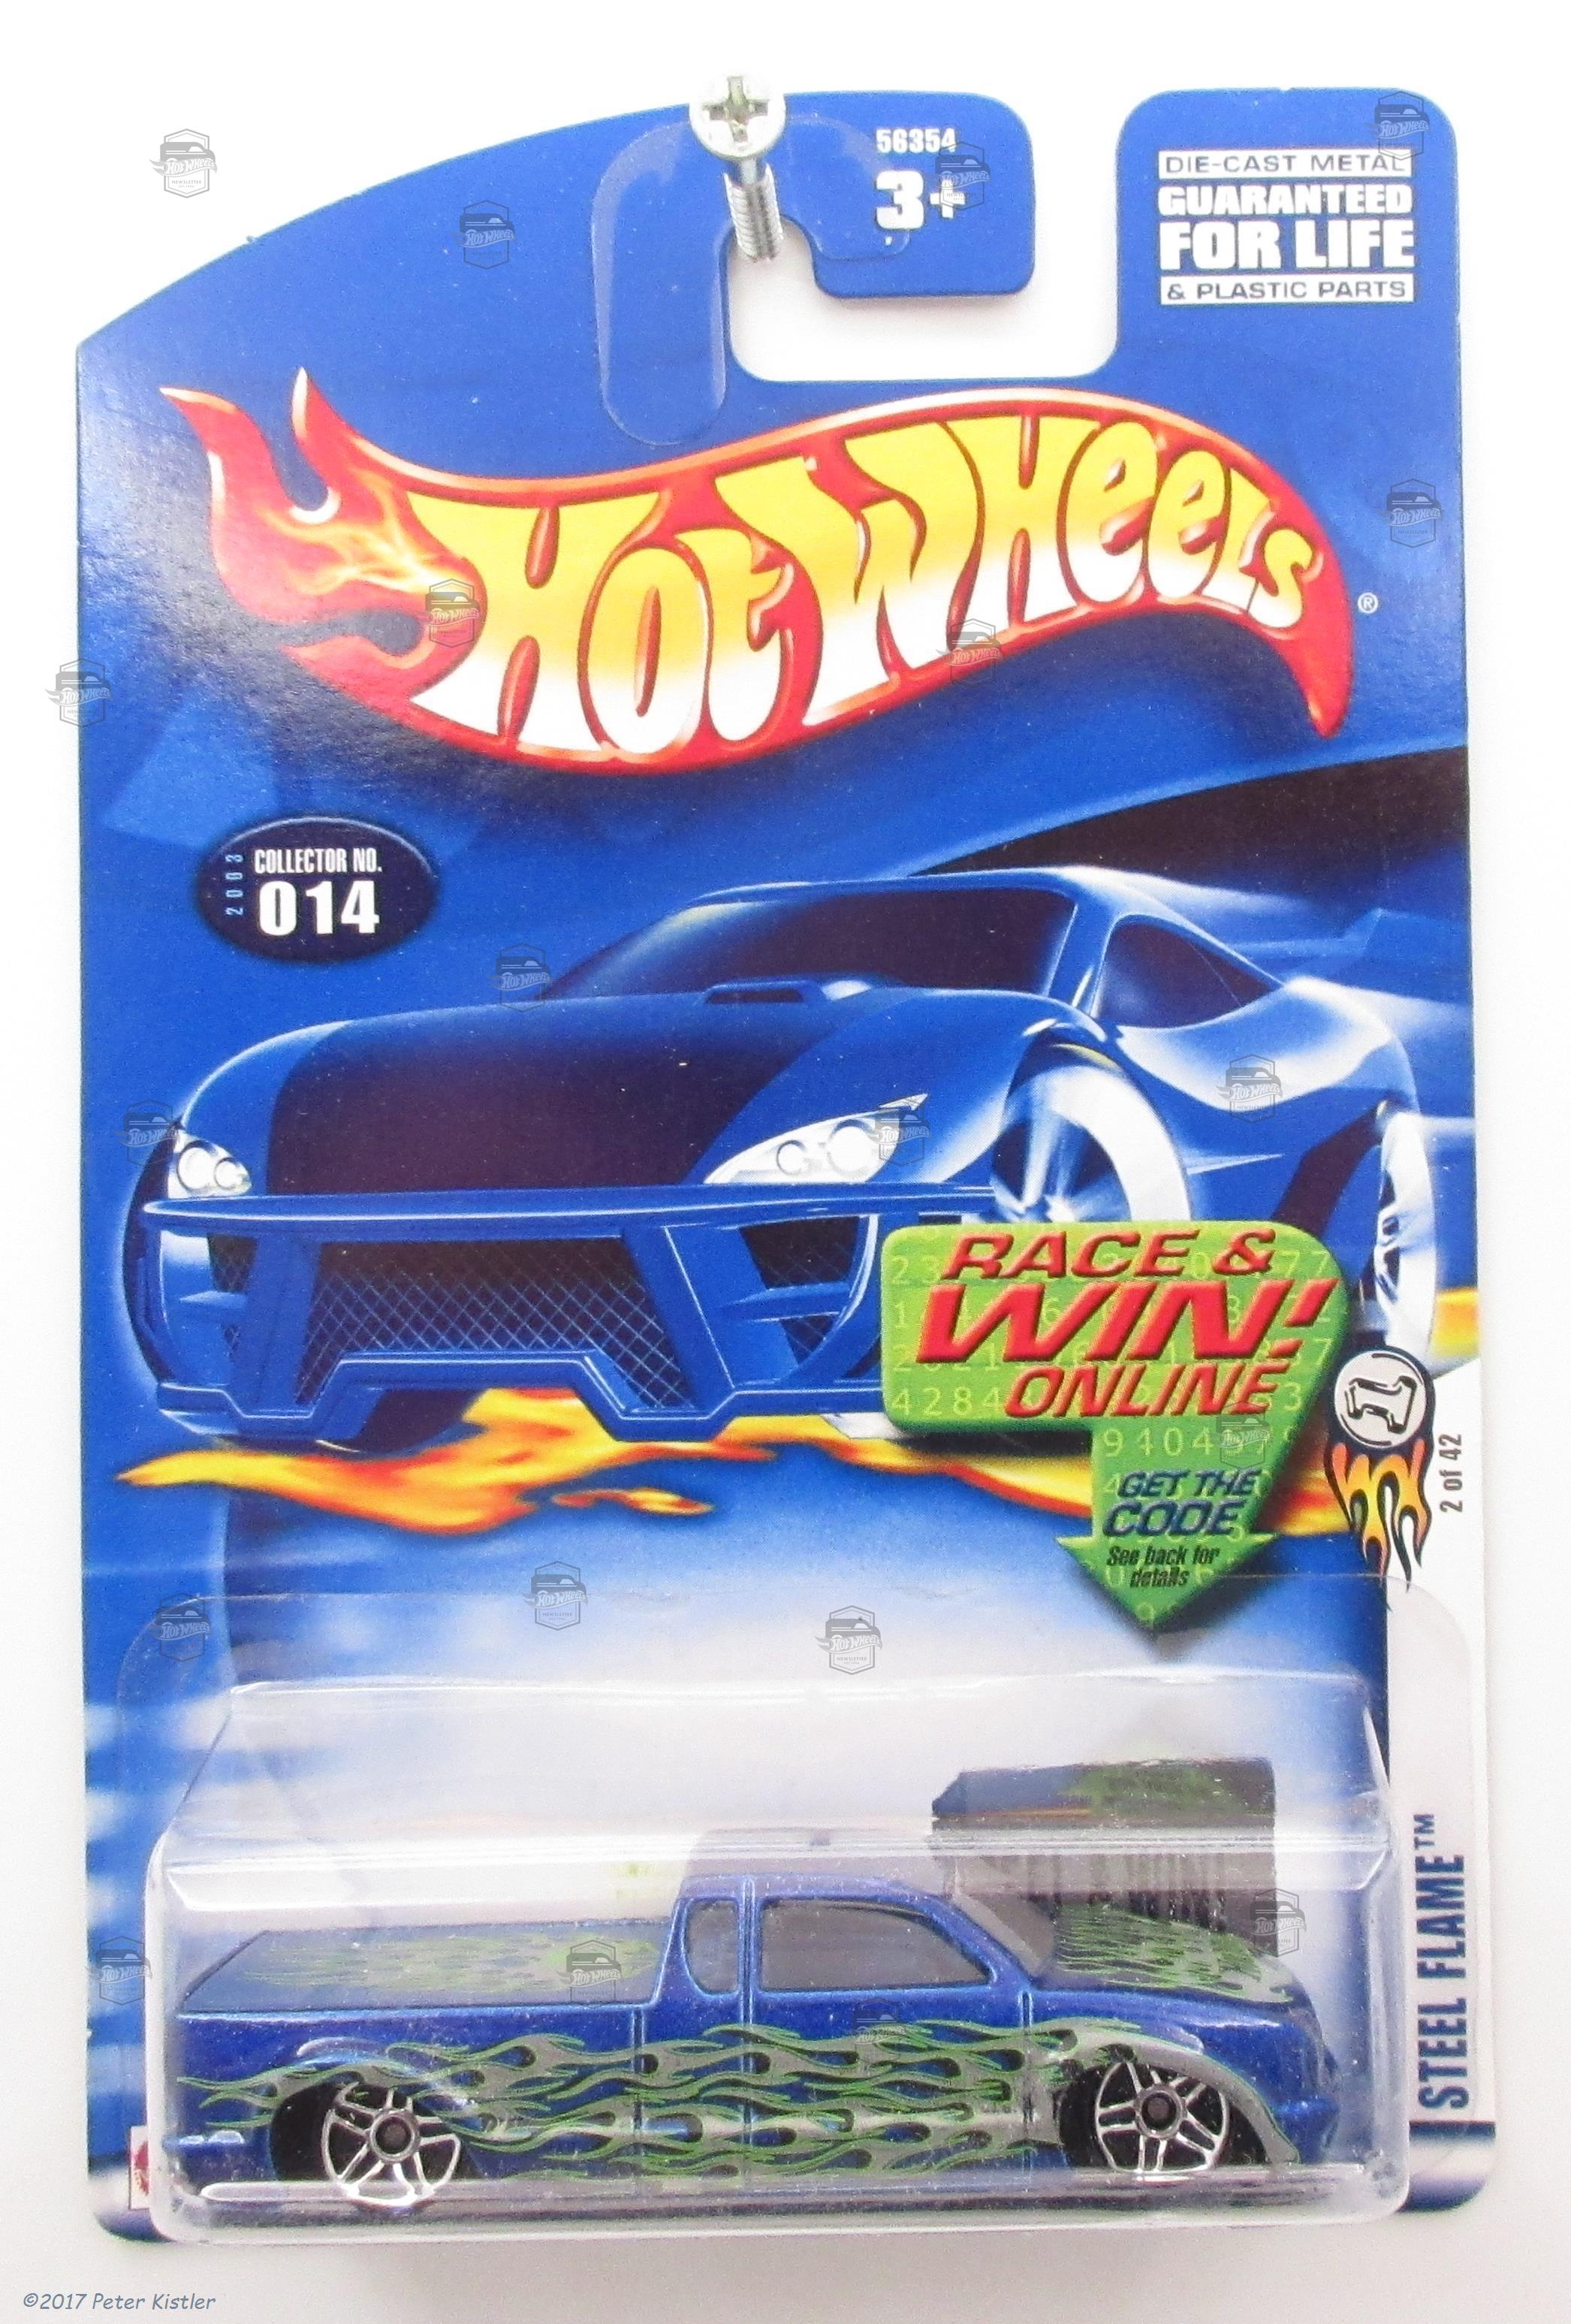 56354
3+
DIE-CAST METAL
GUARANTEED
FOR LIFE
& PLASTIC PARTS
HOT WHEELS ®
2003
COLLECTOR NO.
014
RACE &
WIN!
ONLINE
GET THE
CODE
See back for
details
2 of 42
STEEL FLAME™
©2017 Peter Kistler